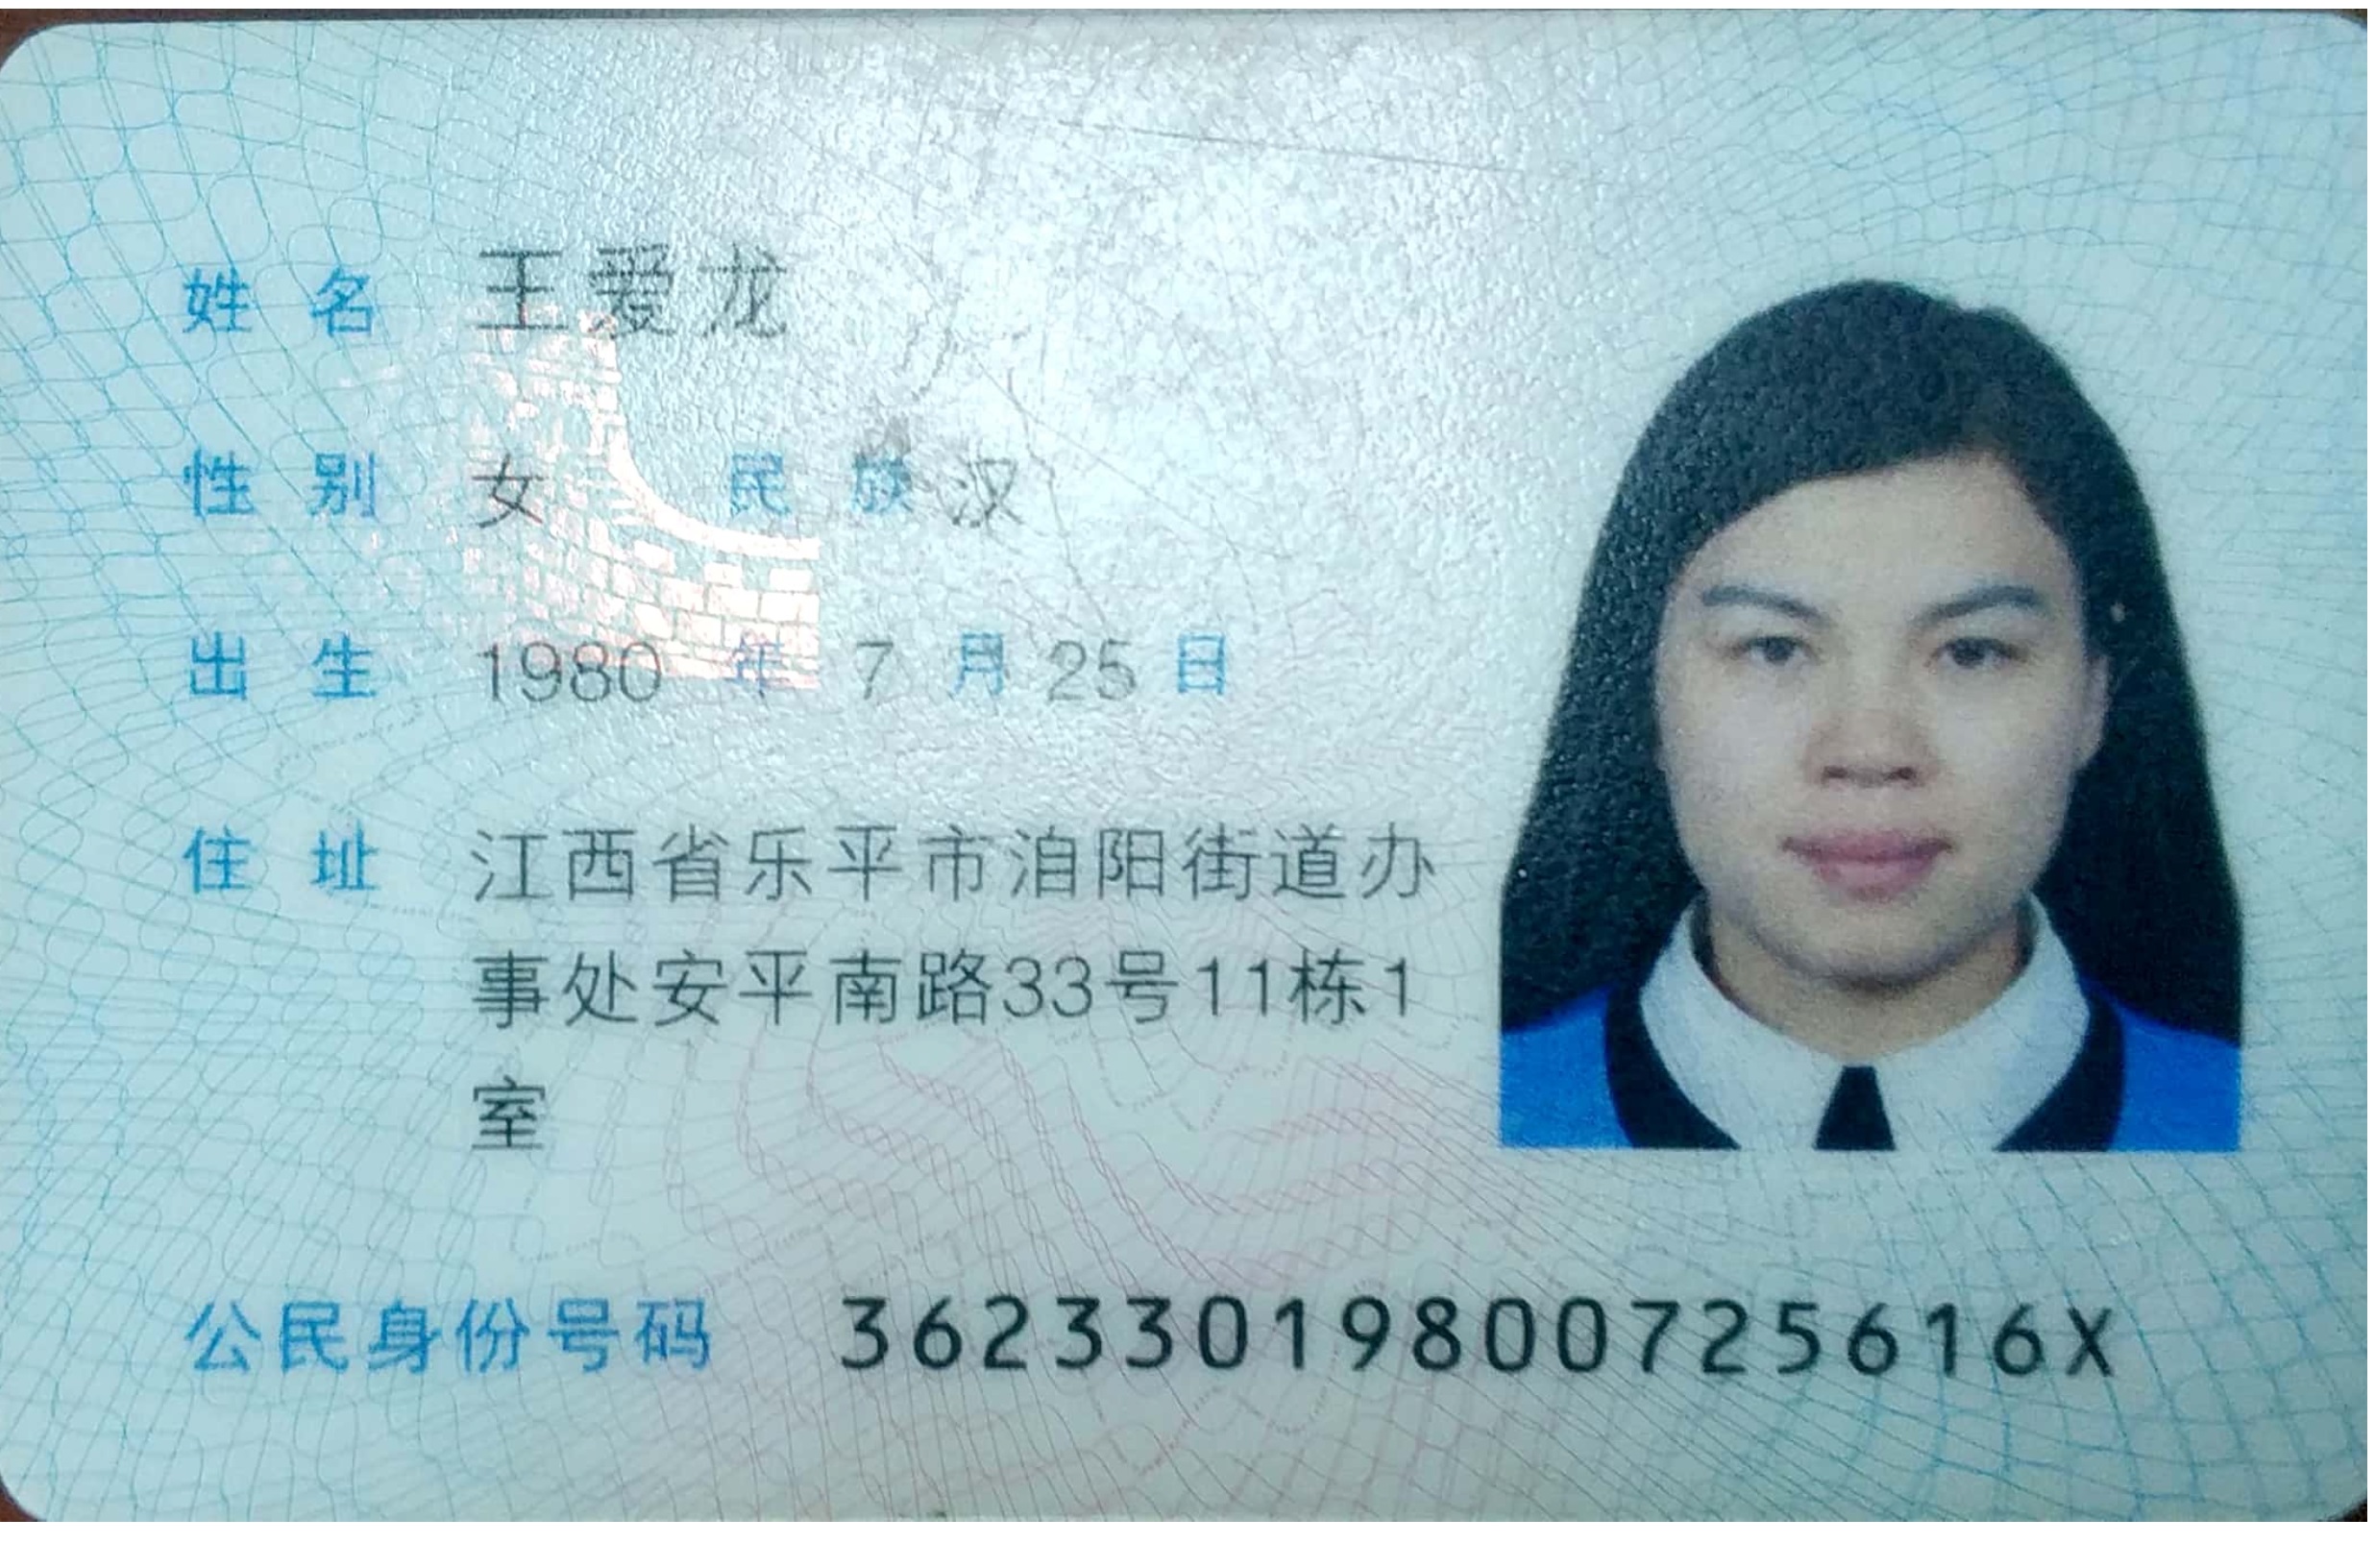 姓名 王爱龙
性别 女 民族 汉
出生 1980 年 7 月 25 日
住址 江西省乐平市洎阳街道办
事处安平南路33号11栋1
室
公民身份号码 36233019800725616X